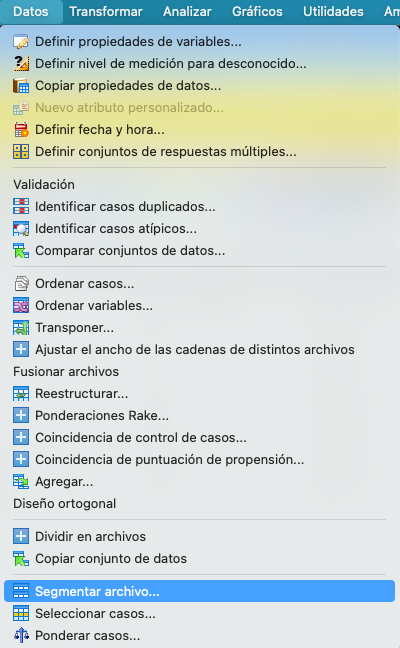 Datos Transformar Analizar Gráficos Utilidades Am
Definir propiedades de variables...
Definir nivel de medición para desconocido...
Copiar propiedades de datos...
Nuevo atributo personalizado...
Definir fecha y hora...
Definir conjuntos de respuestas múltiples...
Validación
Identificar casos duplicados...
Identificar casos atípicos...
Comparar conjuntos de datos...
Ordenar casos...
Ordenar variables...
Transponer...
Ajustar el ancho de las cadenas de distintos archivos
Fusionar archivos
Reestructurar...
Ponderaciones Rake...
Coincidencia de control de casos...
Coincidencia de puntuación de propensión...
Agregar...
Diseño ortogonal
Dividir en archivos
Copiar conjunto de datos
Segmentar archivo...
Seleccionar casos...
Ponderar casos...